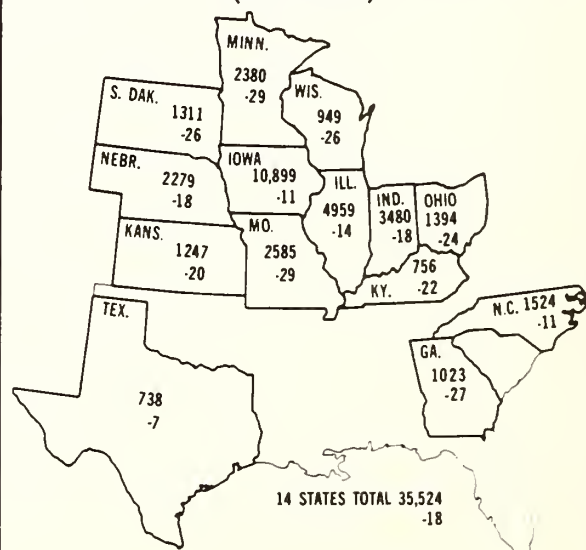 MINN.
2380
-29
WIS.
949
-26
S. DAK.
1311
-26
NEBR.
2279
-18
IOWA
10,899
-11
ILL.
4959
-14
IND.
3480
-18
OHIO
1394
-24
KANS.
1247
-20
MO.
2585
-29
756
KY. -22
N.C. 1524
-11
TEX.
738
-7
GA.
1023
-27
14 STATES TOTAL 35,524
-18